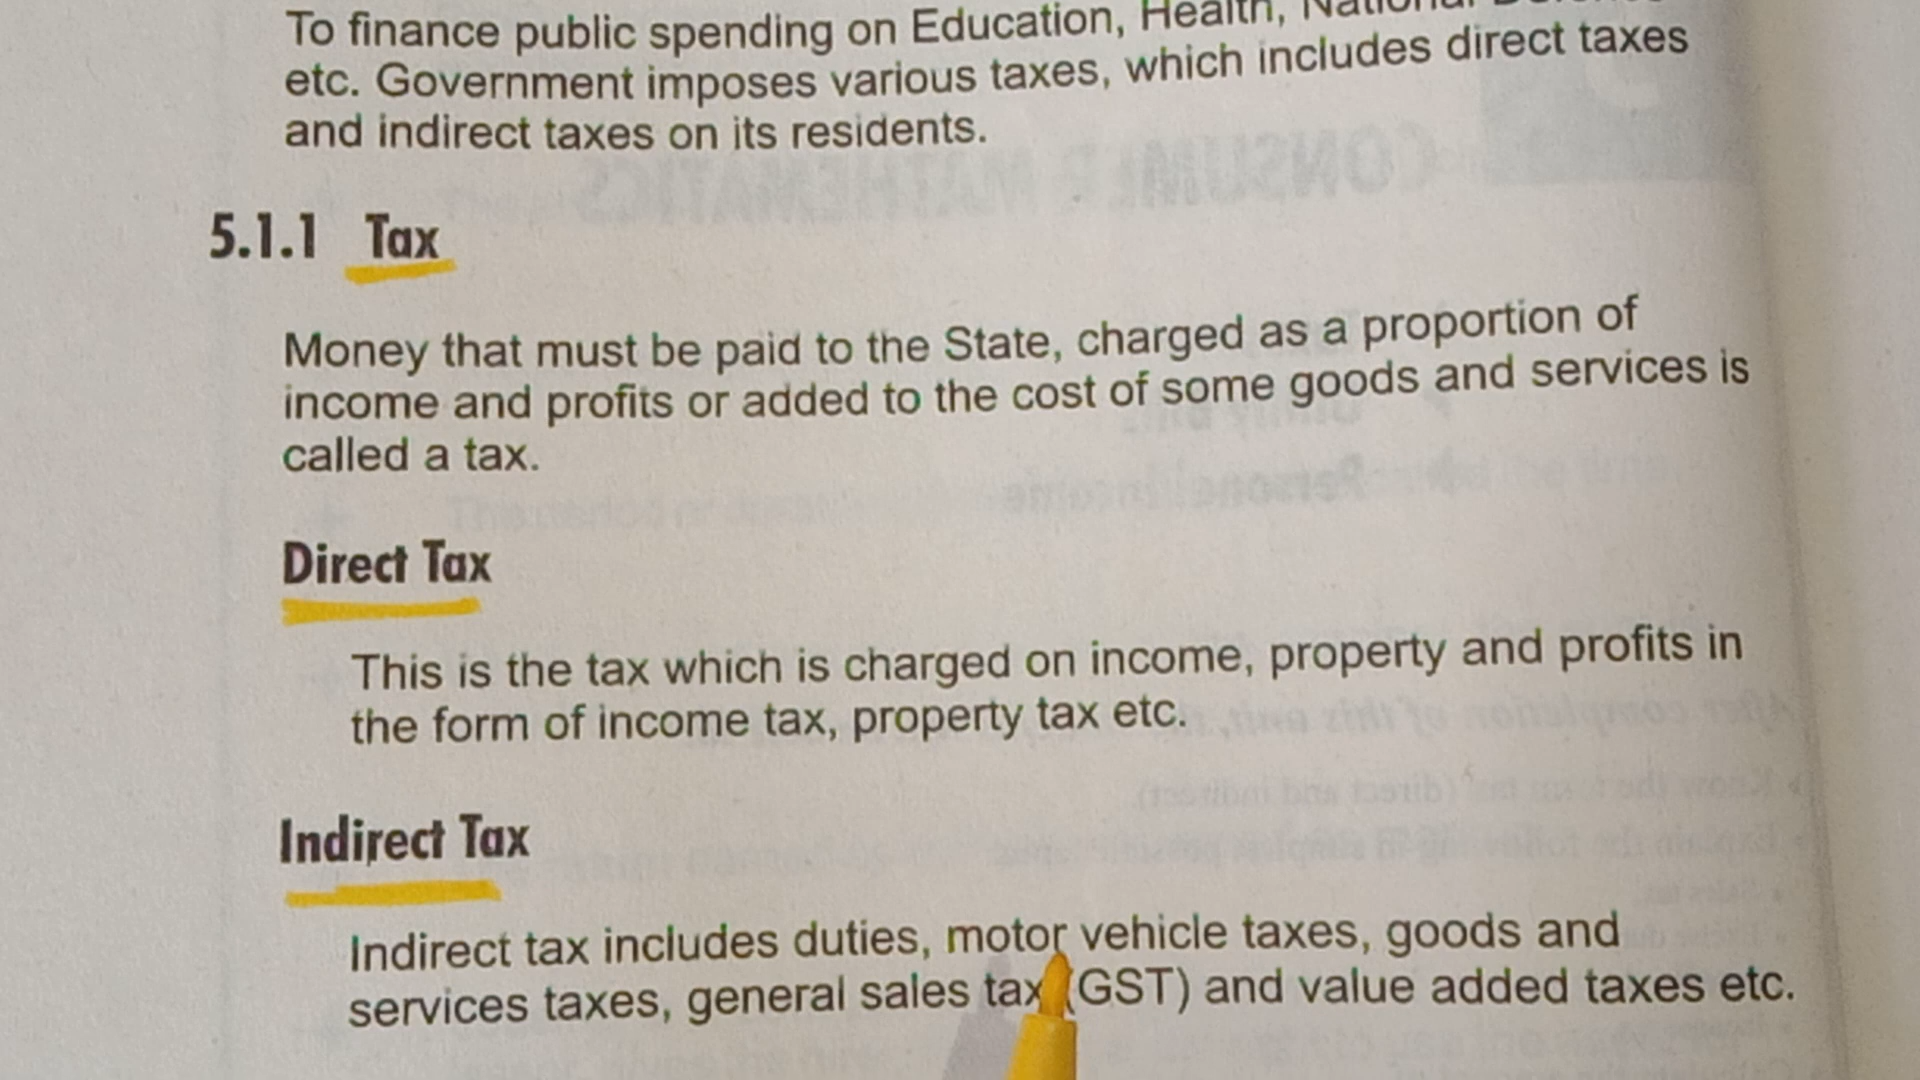 To finance public spending on Education, Health, National
etc. Government imposes various taxes, which includes direct taxes
and indirect taxes on its residents.
5.1.1 Tax
Money that must be paid to the State, charged as a proportion of
income and profits or added to the cost of some goods and services is
called a tax.
Direct Tax
This is the tax which is charged on income, property and profits in
the form of income tax, property tax etc.
Indirect Tax
Indirect tax includes duties, motor vehicle taxes, goods and
services taxes, general sales tax (GST) and value added taxes etc.